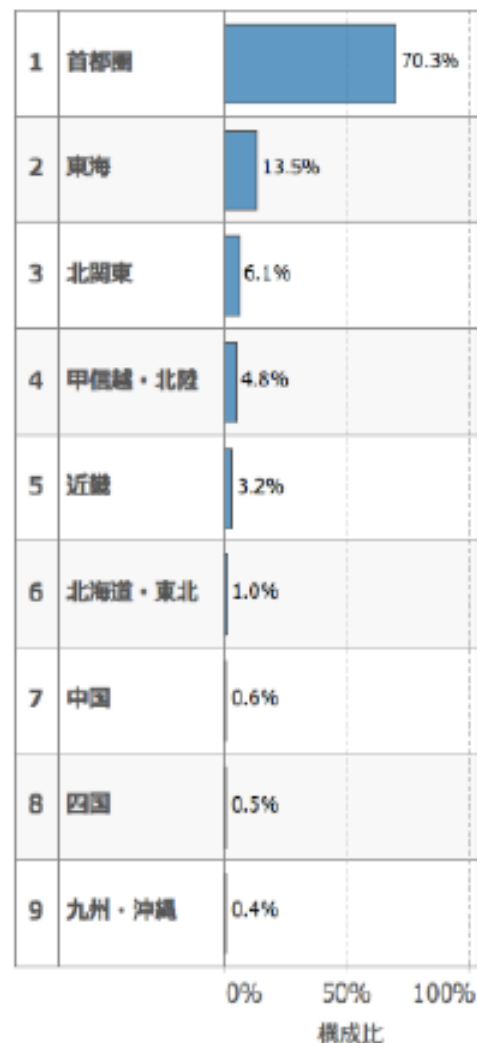 1 首都圏 70.3%
2 東海 13.5%
3 北関東 6.1%
4 甲信越・北陸 4.8%
5 近畿 3.2%
6 北海道・東北 1.0%
7 中国 0.6%
8 四国 0.5%
9 九州・沖縄 0.4%
0% 50% 100%
構成比